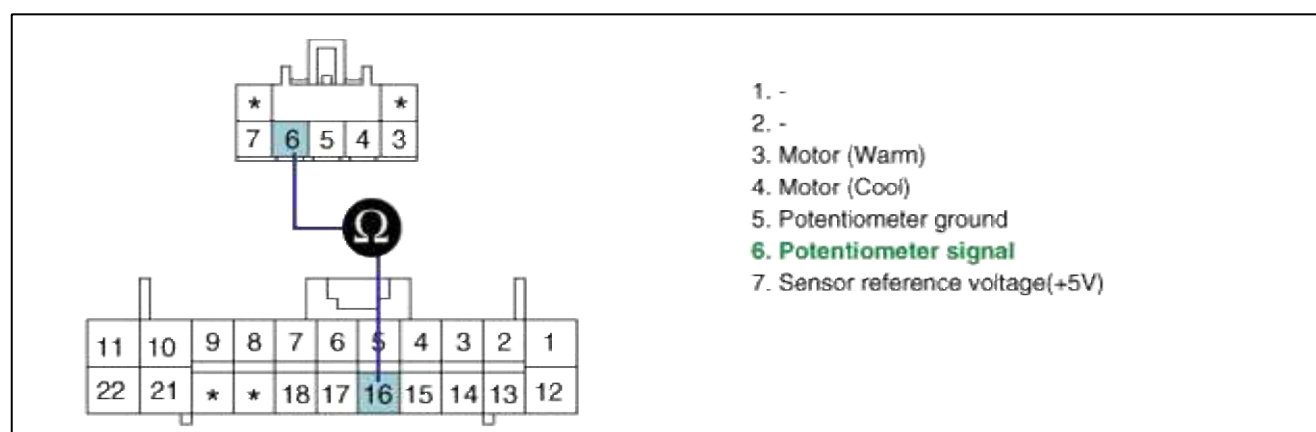 * *
7 6 5 4 3
Ω
11 10 9 8 7 6 5 4 3 2 1
22 21 * * 18 17 16 15 14 13 12
1. -
2. -
3. Motor (Warm)
4. Motor (Cool)
5. Potentiometer ground
6. Potentiometer signal
7. Sensor reference voltage(+5V)